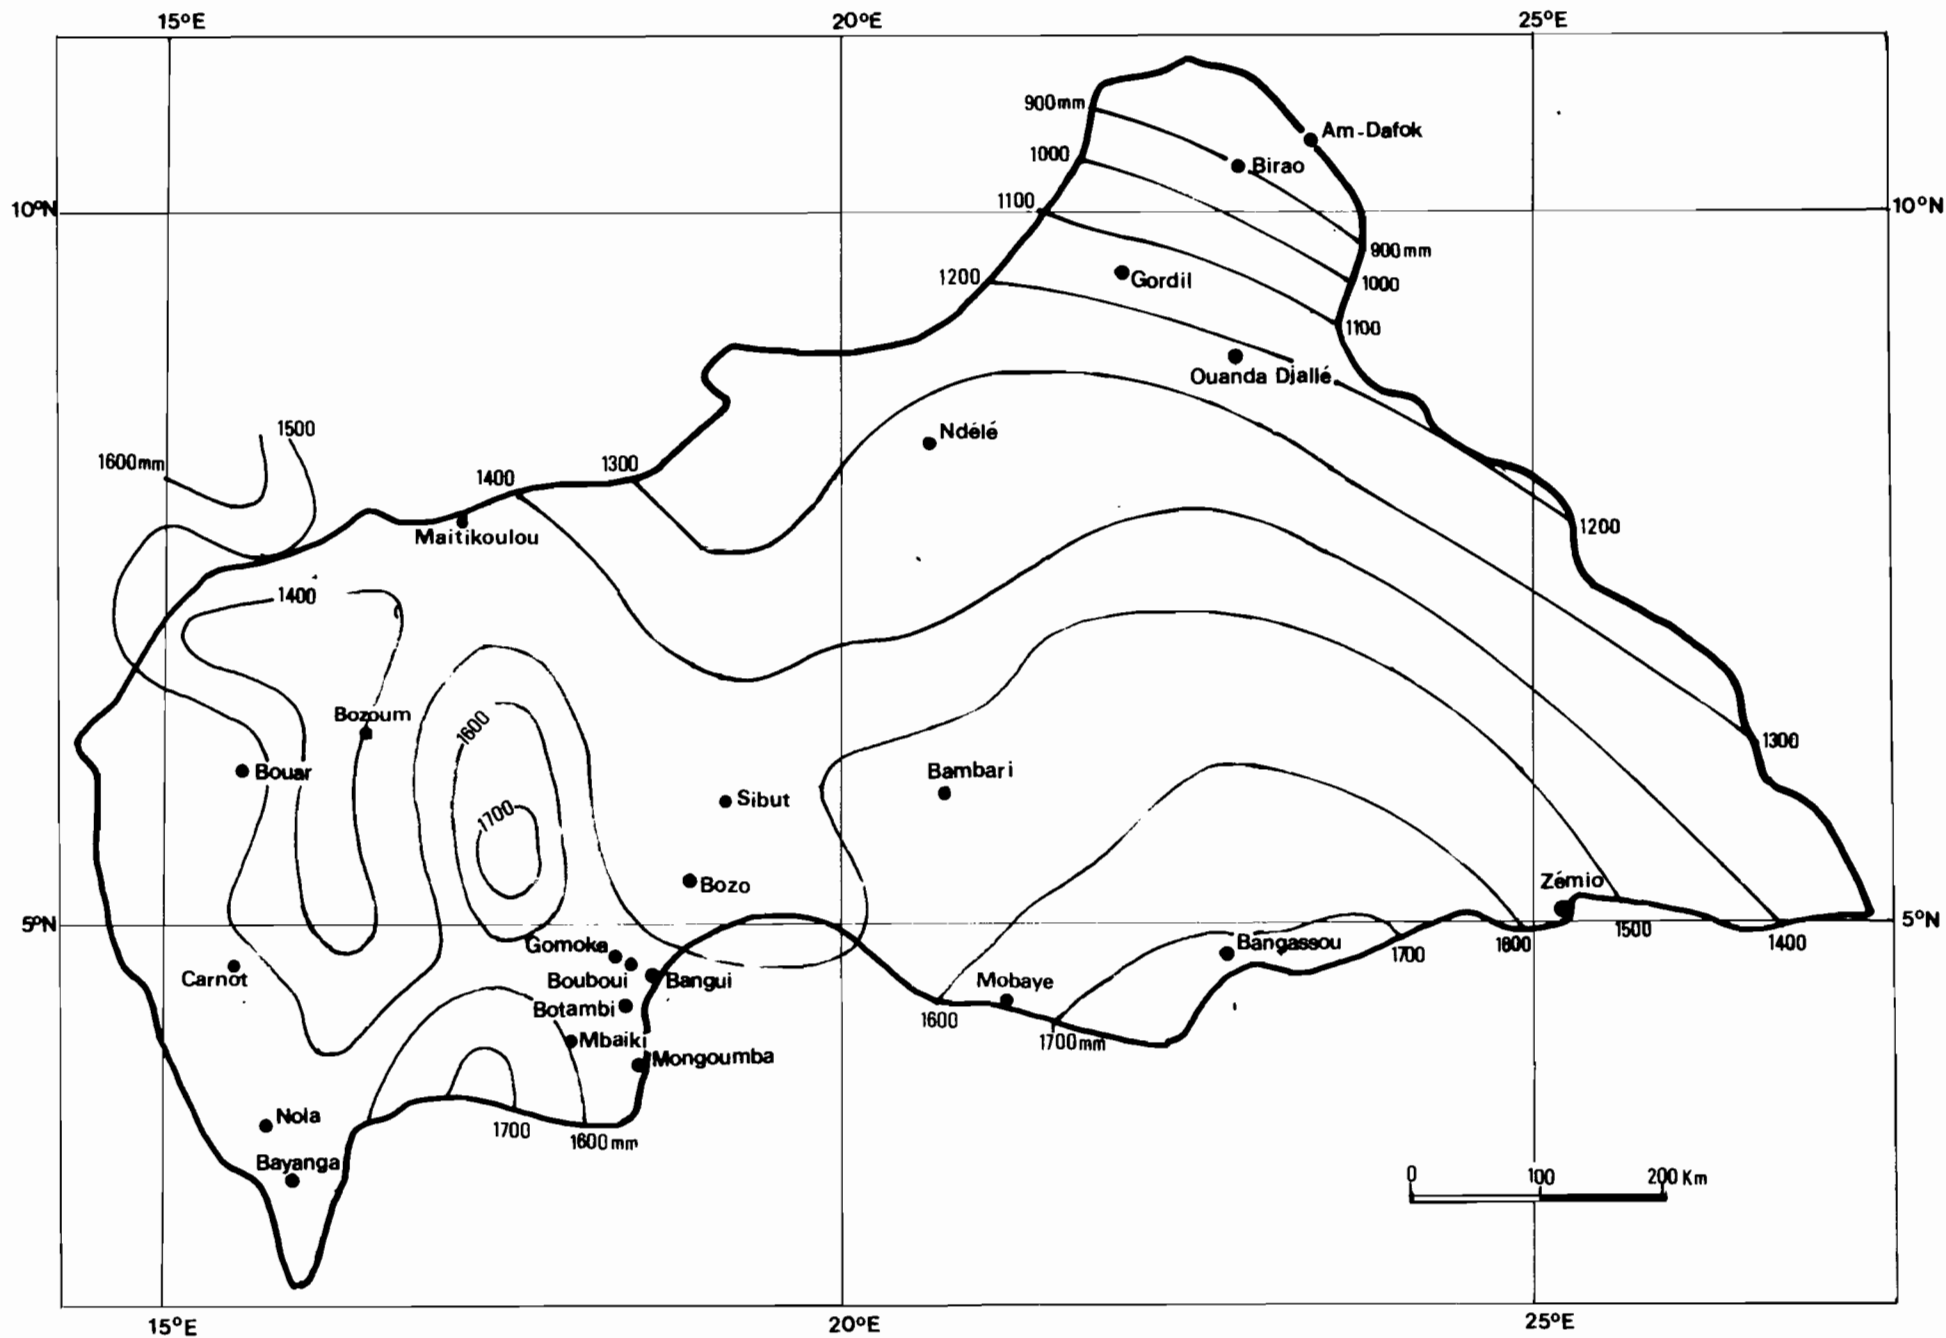 15°E
20°E
25°E
900mm
Am-Dafok
1000
Birao
1100
10°N
10°N
900mm
1200
Gordil
1000
1100
Ouanda Djallé
1500
Ndélé
1600mm
1400
1300
Maitikoulou
1200
1400
Bozoum
1600
1300
Bouar
Bambari
Sibut
1700
Zémio
Bozo
5°N
5°N
Gomoka
Bangassou
1700
1800
1500
1400
Carnot
Bouboui
Bangui
Mobaye
Botambi
1600
Mbaiki
1700mm
Mongoumba
Nola
1700
1600mm
Bayanga
0
100
200 Km
15°E
20°E
25°E